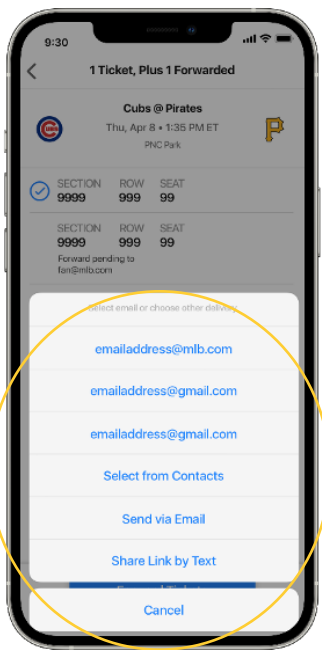 9:30
1 Ticket, Plus 1 Forwarded
Cubs @ Pirates
Thu, Apr 8 • 1:35 PM ET
PNC Park
SECTION ROW SEAT
9999 999 99
SECTION ROW SEAT
9999 999 99
Forward pending to
fan@mlb.com
Select email or choose other delivery
emailaddress@mlb.com
emailaddress@gmail.com
emailaddress@gmail.com
Select from Contacts
Send via Email
Share Link by Text
Cancel